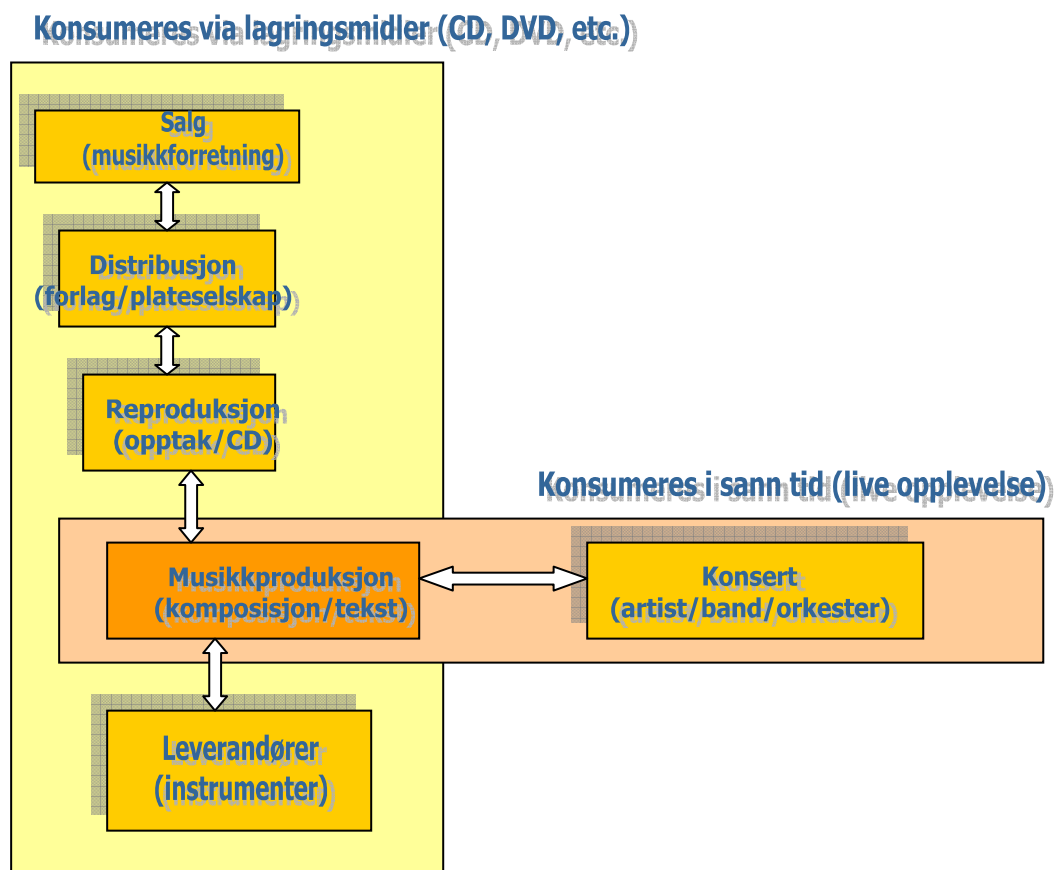 Konsumeres via lagringsmidler (CD, DVD, etc.)
Salg
(musikkforretning)
Distribusjon
(forlag/plateselskap)
Reproduksjon
(opptak/CD)
Konsumeres i sann tid (live opplevelse)
Musikkproduksjon
(komposisjon/tekst)
Konsert
(artist/band/orkester)
Leverandører
(instrumenter)